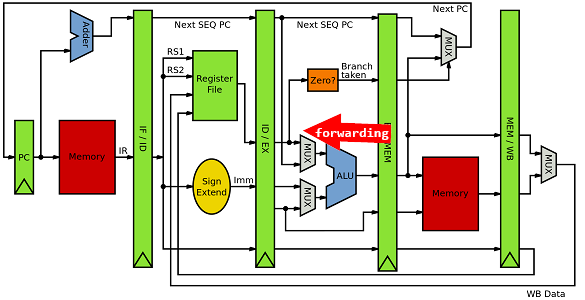 Next PC
Next SEQ PC
Next SEQ PC
Adder
MUX
RS1
RS2
Register
File
Zero?
Branch
taken
forwarding
PC
Memory
IR
IF / ID
ID / EX
MEM
MEM / WB
MUX
MUX
ALU
MUX
Sign
Extend
Imm
Memory
WB Data